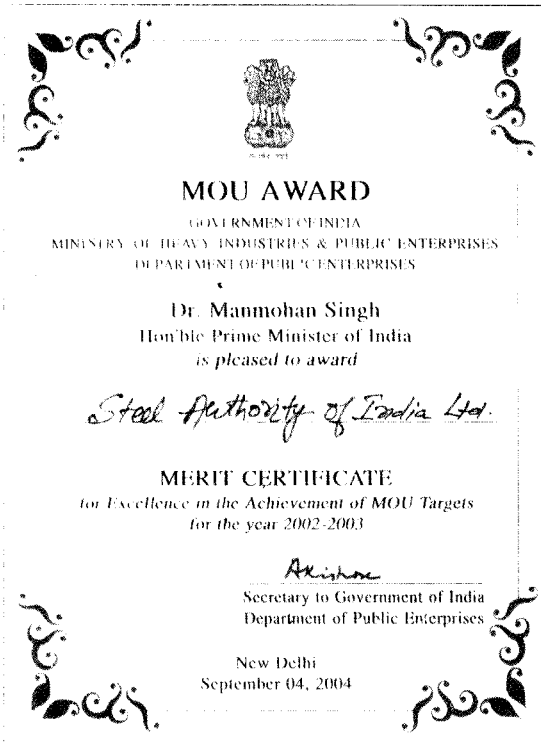 MOU AWARD
GOVERNMENT OF INDIA
MINISTRY OF HEAVY INDUSTRIES & PUBLIC ENTERPRISES
DEPARTMENT OF PUBLIC ENTERPRISES
Dr. Manmohan Singh
Hon'ble Prime Minister of India
is pleased to award
Steel Authority of India Ltd.
MERIT CERTIFICATE
for Excellence in the Achievement of MOU Targets
for the year 2002-2003
Secretary to Government of India
Department of Public Enterprises
New Delhi
September 04, 2004